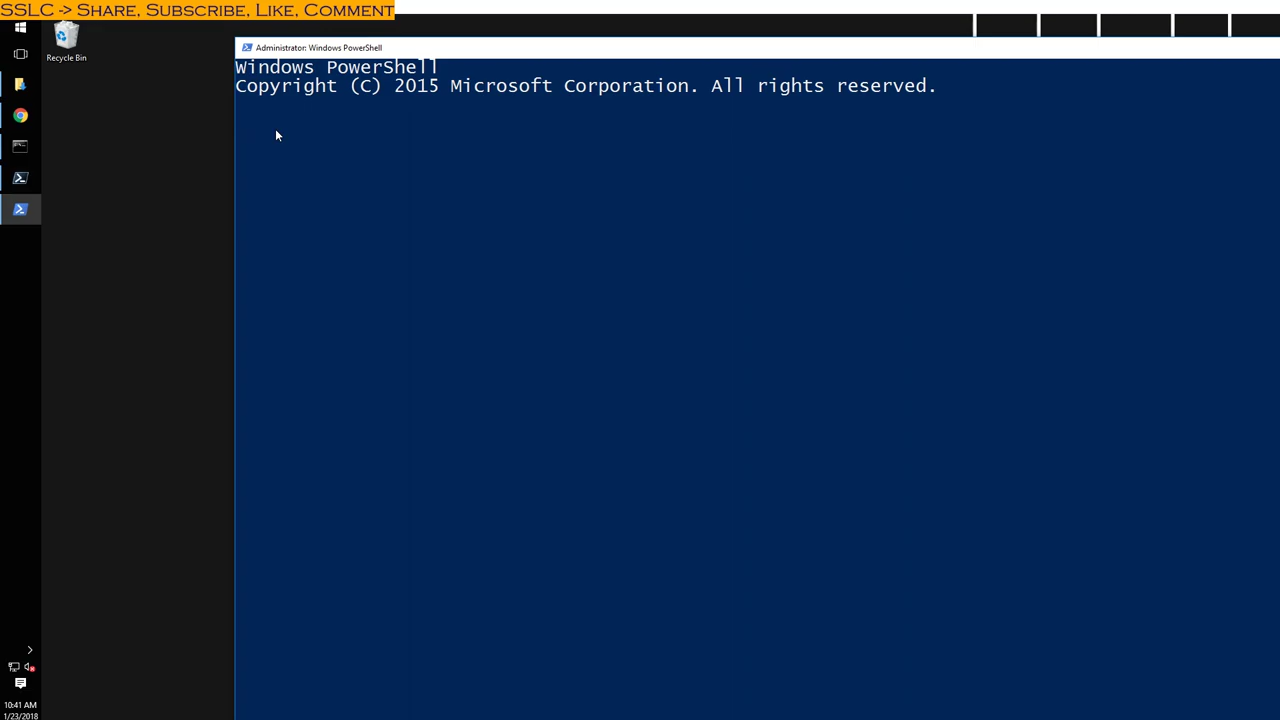 SSLC -> Share, Subscribe, Like, Comment
Recycle Bin
Administrator: Windows PowerShell
Windows PowerShell
Copyright (C) 2015 Microsoft Corporation. All rights reserved.
10:41 AM
1/23/2018